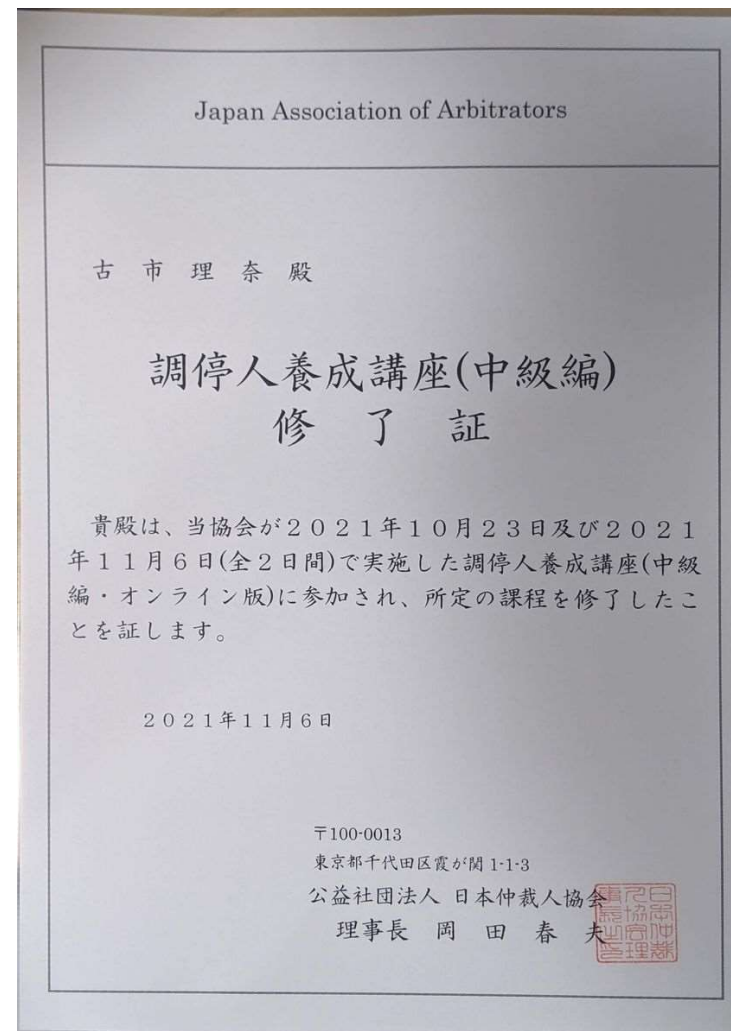 Japan Association of Arbitrators
古 市 理 奈 殿
調停人養成講座(中級編)
修 了 証
貴殿は、当協会が2021年10月23日及び2021
年11月6日(全2日間)で実施した調停人養成講座(中級
編・オンライン版)に参加され、所定の課程を修了したこ
とを証します。
2021年11月6日
〒100-0013
東京都千代田区霞が関 1-1-3
公益社団法人 日本仲裁人協会
理事長 岡 田 春 夫